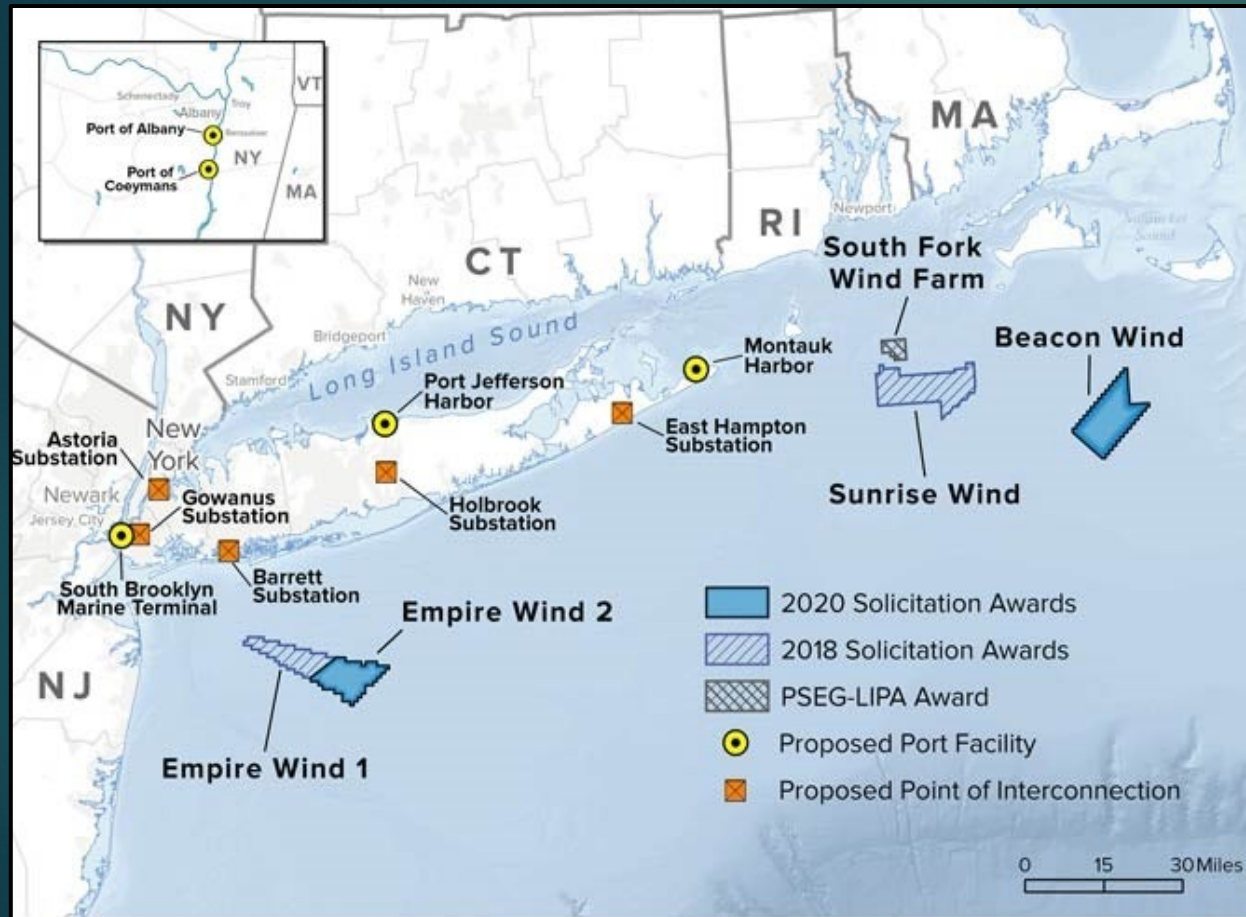 VT
Schenectady
Troy
Albany
Port of Albany
Rensselaer
NY
Port of
Coeymans
MA
MA
RI
Newport
CT
NY
NJ
South Fork
Wind Farm
Nantucket
Sound
Beacon Wind
New
Haven
Bridgeport
Stamford
Long Island Sound
Montauk
Harbor
Port Jefferson
Harbor
East Hampton
Substation
Sunrise Wind
Astoria
Substation
New
York
Newark
Jersey City
Gowanus
Substation
Holbrook
Substation
South Brooklyn
Marine Terminal
Barrett
Substation
Empire Wind 2
Empire Wind 1
2020 Solicitation Awards
2018 Solicitation Awards
PSEG-LIPA Award
Proposed Port Facility
Proposed Point of Interconnection
0 15 30 Miles